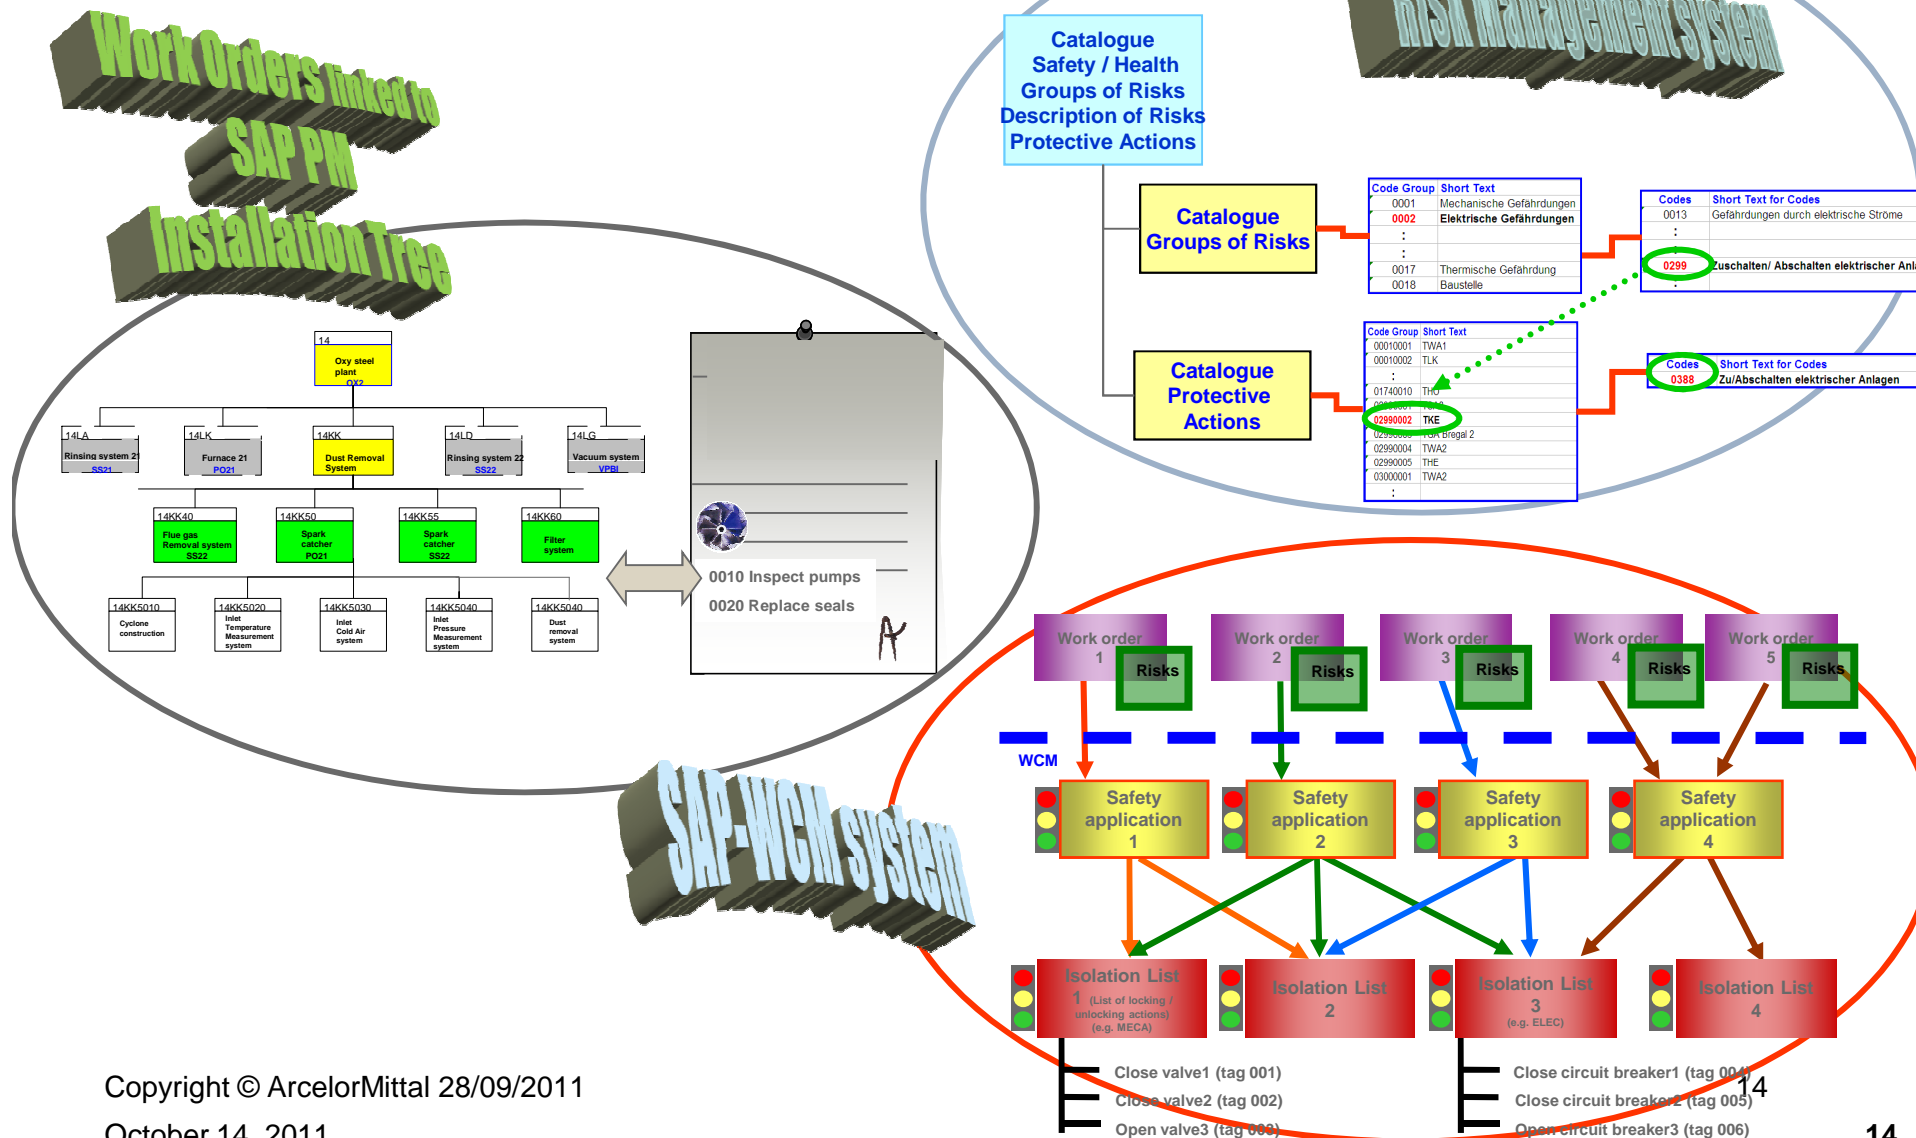 Work Orders linked to
SAP PM
Installation Tree
14
Oxy steel
plant
OX2
14LA
Rinsing system 21
SS21
14LK
Furnace 21
PO21
14KK
Dust Removal
System
14LD
Rinsing system 22
SS22
14LG
Vacuum system
VPBI
14KK40
Flue gas
Removal system
SS22
14KK50
Spark
catcher
PO21
14KK55
Spark
catcher
SS22
14KK60
Filter
system
14KK5010
Cyclone
construction
14KK5020
Inlet
Temperature
Measurement
system
14KK5030
Inlet
Cold Air
system
14KK5040
Inlet
Pressure
Measurement
system
14KK5040
Dust
removal
system
0010 Inspect pumps
0020 Replace seals
Risk Management system
Catalogue
Safety / Health
Groups of Risks
Description of Risks
Protective Actions
Catalogue
Groups of Risks
Code Group Short Text
0001 Mechanische Gefährdungen
0002 Elektrische Gefährdungen
:
:
0017 Thermische Gefährdung
0018 Baustelle
Codes Short Text for Codes
0013 Gefährdungen durch elektrische Ströme
:
:
0299 Zuschalten/ Abschalten elektrischer
:
Catalogue
Protective
Actions
Code Group Short Text
00010001 TWA1
00010002 TLK
:
01740010 THO
02990002 TKE
02990003 TSA Bregal 2
02990004 TWA2
02990005 THE
03000001 TWA2
:
Codes Short Text for Codes
0388 Zu/Abschalten elektrischer Anlagen
SAP-WCM system
Work order
1
Risks
Work order
2
Risks
Work order
3
Risks
Work order
4
Risks
Work order
5
Risks
WCM
Safety
application
1
Safety
application
2
Safety
application
3
Safety
application
4
Isolation List
1 (List of locking /
unlocking actions)
(e.g. MECA)
Isolation List
2
Isolation List
3
(e.g. ELEC)
Isolation List
4
Close valve1 (tag 001)
Close valve2 (tag 002)
Open valve3 (tag 003)
Close circuit breaker1 (tag 004)
Close circuit breaker2 (tag 005)
Open circuit breaker3 (tag 006)
Copyright © ArcelorMittal 28/09/2011
October 14, 2011
14
14